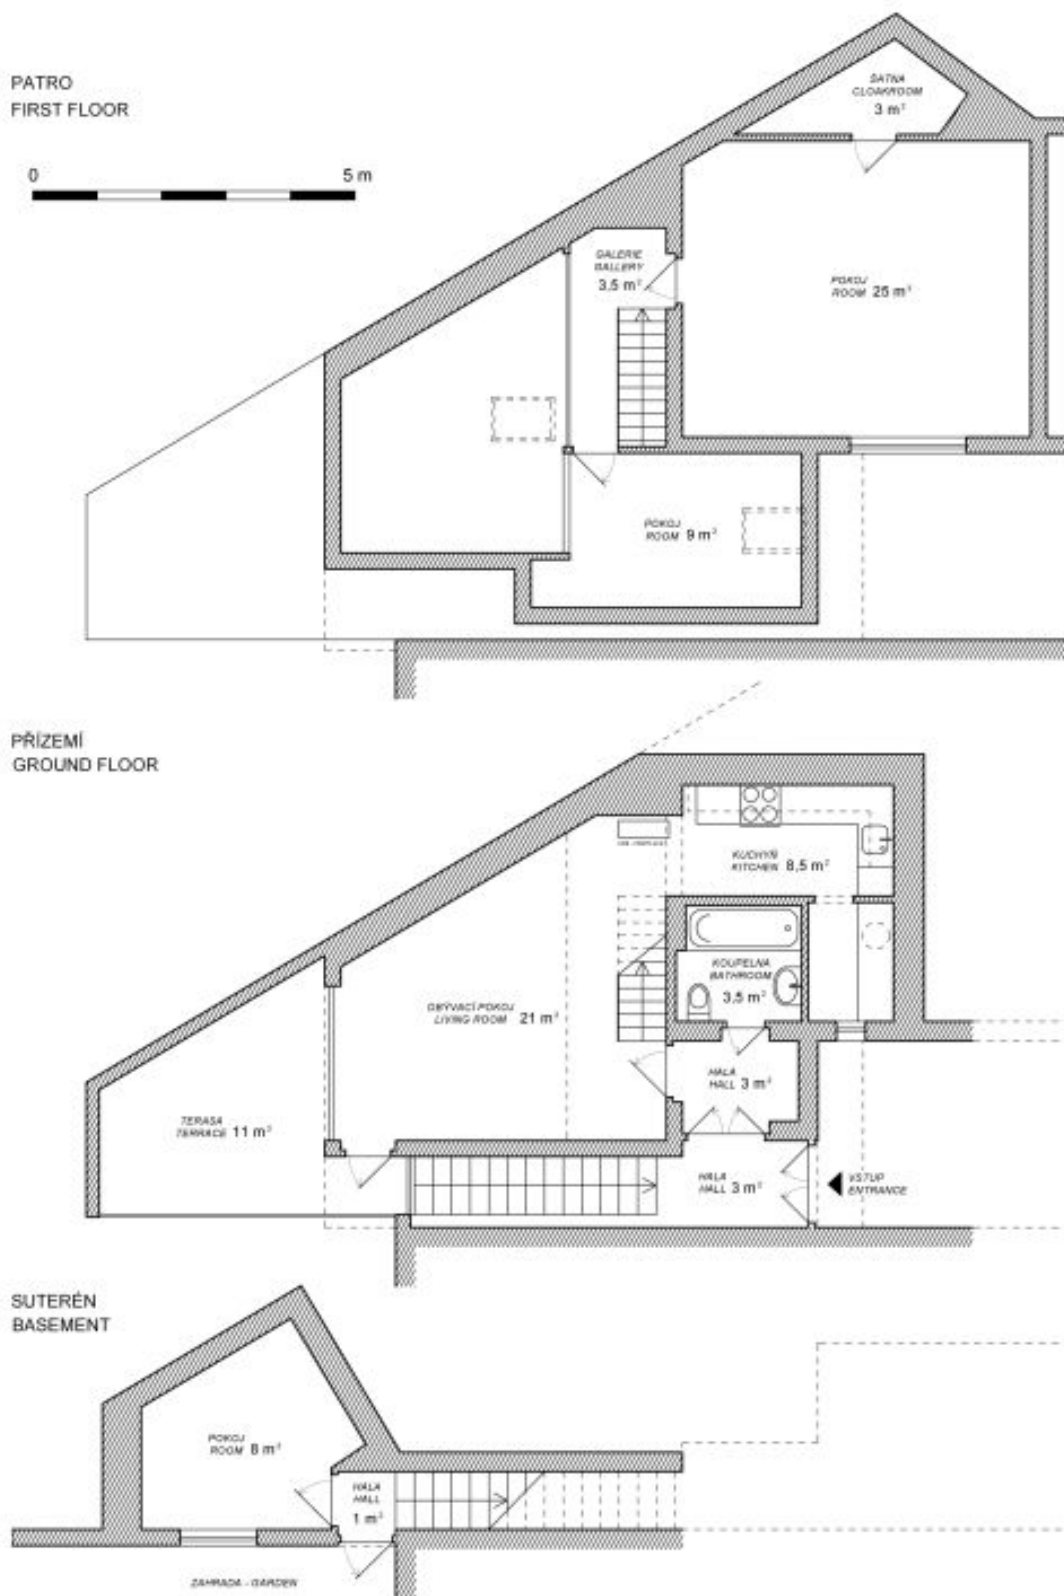 PATRO
FIRST FLOOR
0 5 m
ŠATNA
CLOAKROOM
3 m²
GALERIE
GALLERY
3,5 m²
POKOJ
ROOM 25 m²
POKOJ
ROOM 9 m²
PŘÍZEMÍ
GROUND FLOOR
KUCHYŇ
KITCHEN 8,5 m²
KOUPELNA
BATHROOM
3,5 m²
OBÝVACÍ POKOJ
LIVING ROOM 21 m²
HALA
HALL 3 m²
TERASA
TERRACE 11 m²
HALA
HALL 3 m²
VSTUP
ENTRANCE
SUTERÉN
BASEMENT
POKOJ
ROOM 8 m²
HALA
HALL
1 m²
ZAHRADA - GARDEN